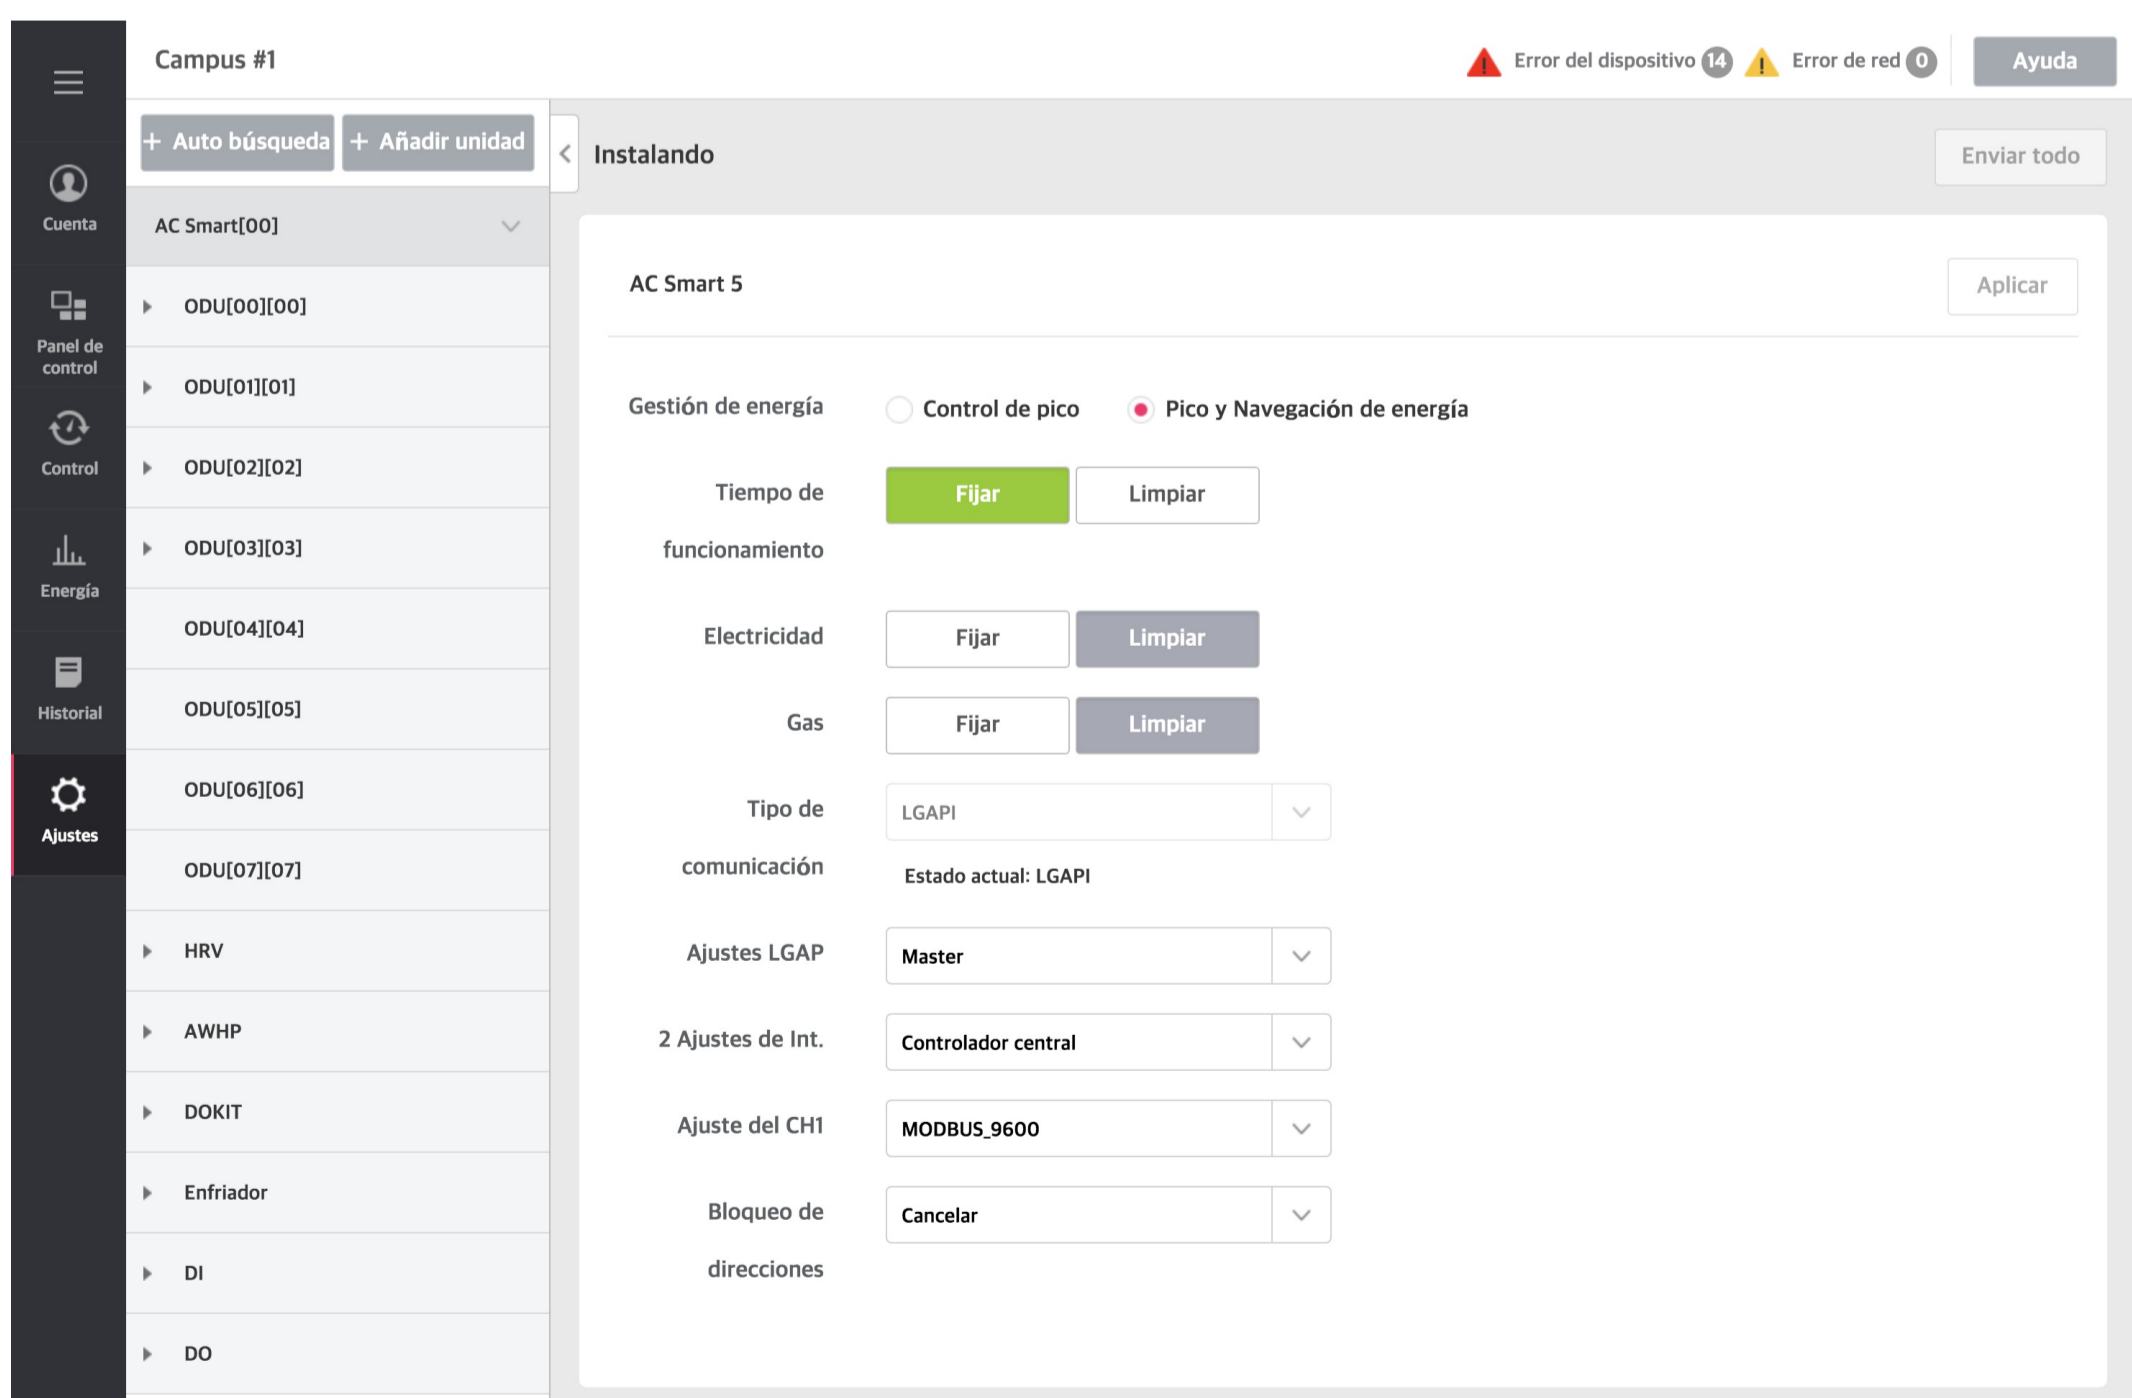 Campus #1
Error del dispositivo 14
Error de red 0
Ayuda
Cuenta
Panel de
control
Control
Energía
Historial
Ajustes
+ Auto búsqueda
+ Añadir unidad
AC Smart[00]
ODU[00][00]
ODU[01][01]
ODU[02][02]
ODU[03][03]
ODU[04][04]
ODU[05][05]
ODU[06][06]
ODU[07][07]
HRV
AWHP
DOKIT
Enfriador
DI
DO
Instalando
Enviar todo
AC Smart 5
Aplicar
Gestión de energía
Control de pico
Pico y Navegación de energía
Tiempo de
funcionamiento
Fijar
Limpiar
Electricidad
Fijar
Limpiar
Gas
Fijar
Limpiar
Tipo de
comunicación
LGAPI
Estado actual: LGAPI
Ajustes LGAP
Master
2 Ajustes de Int.
Controlador central
Ajuste del CH1
MODBUS_9600
Bloqueo de
direcciones
Cancelar